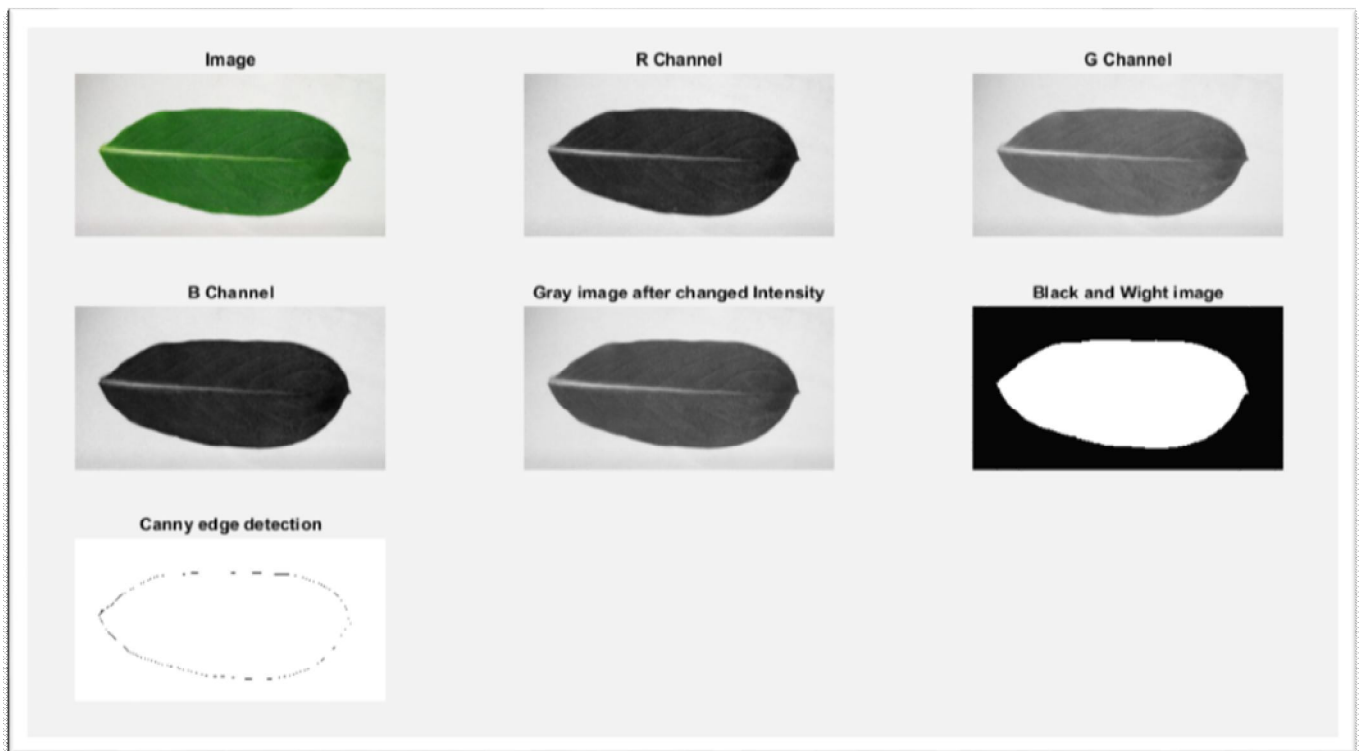 Image
R Channel
G Channel
B Channel
Gray image after changed Intensity
Black and Wight image
Canny edge detection